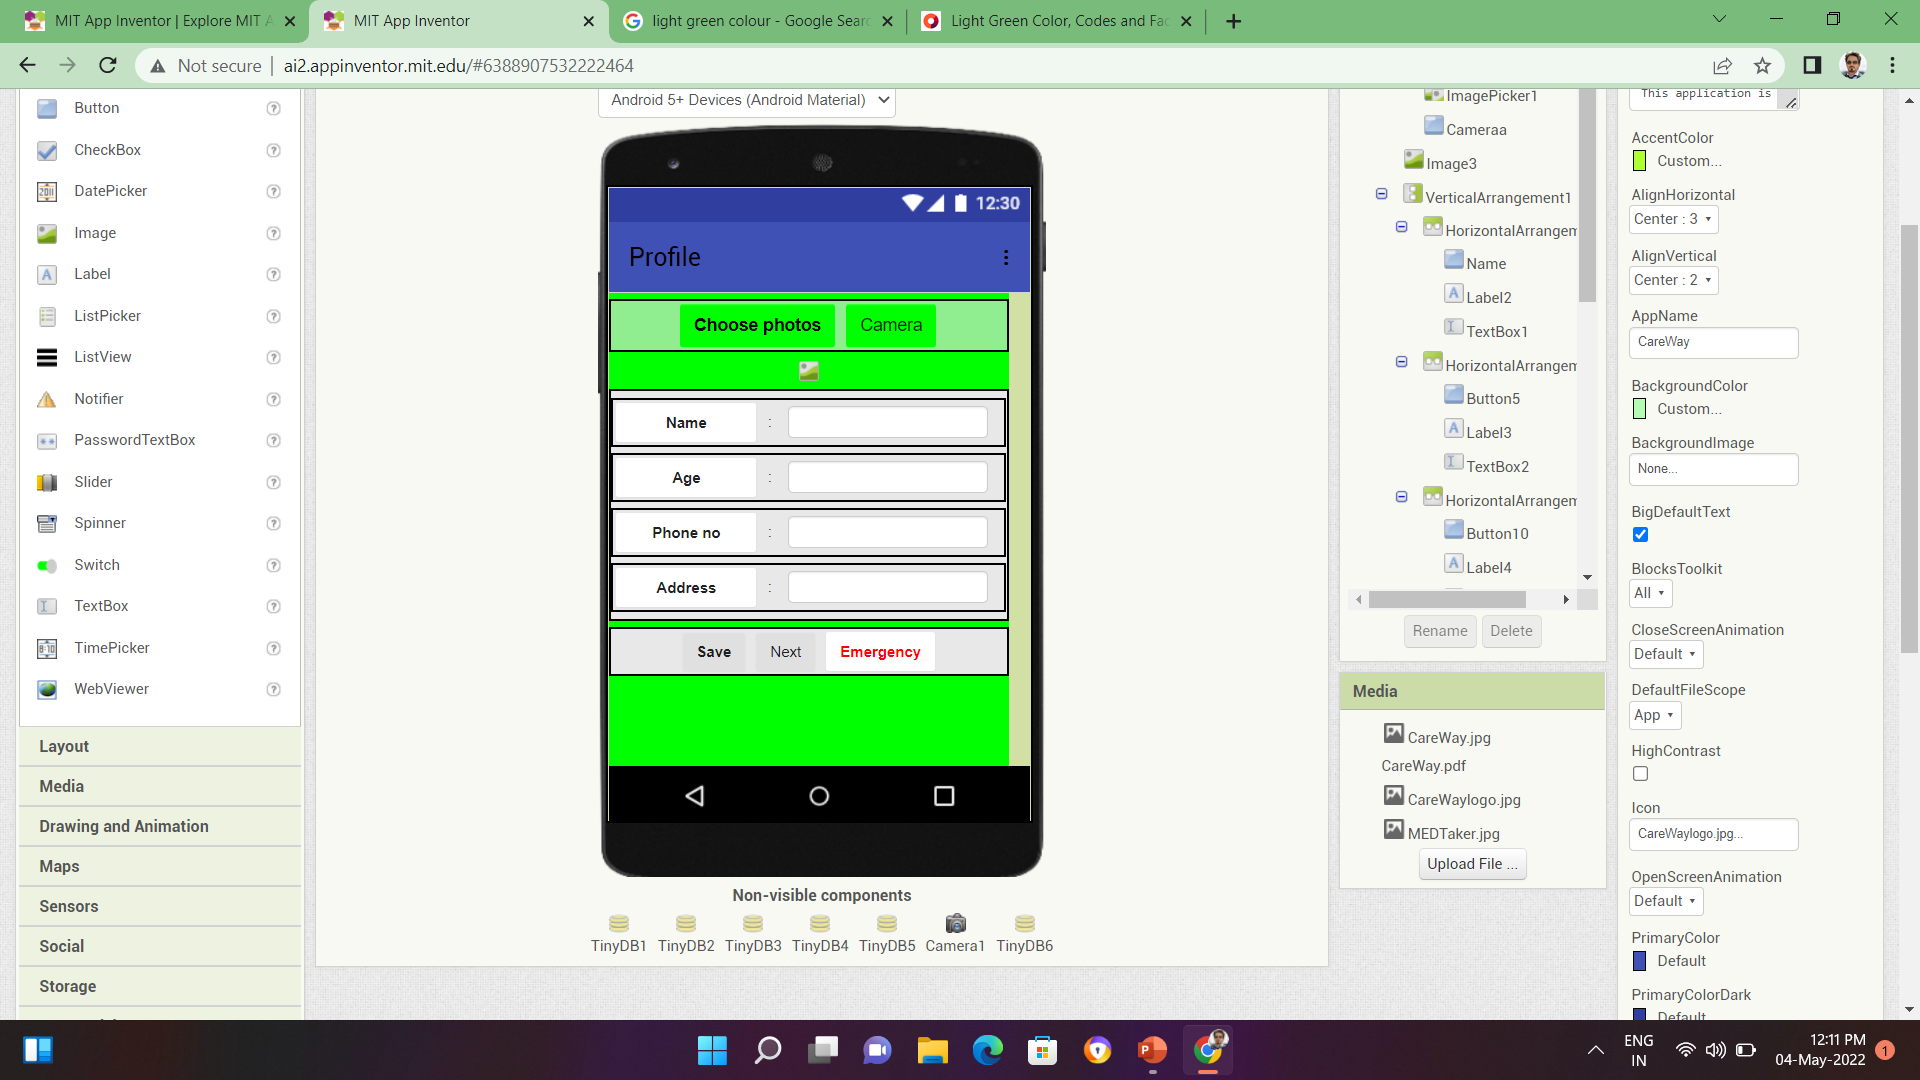 MIT App Inventor | Explore MIT A
MIT App Inventor
light green colour - Google Searc
Light Green Color, Codes and Fac
Not secure
ai2.appinventor.mit.edu/#6388907532222464
Button
CheckBox
DatePicker
Image
Label
ListPicker
ListView
Notifier
PasswordTextBox
Slider
Spinner
Switch
TextBox
TimePicker
WebViewer
Layout
Media
Drawing and Animation
Maps
Sensors
Social
Storage
Android 5+ Devices (Android Material)
12:30
Profile
Choose photos
Camera
Name :
Age :
Phone no :
Address :
Save
Next
Emergency
Non-visible components
TinyDB1
TinyDB2
TinyDB3
TinyDB4
TinyDB5
Camera1
TinyDB6
ImagePicker1
Cameraa
Image3
VerticalArrangement1
HorizontalArrangem
Name
Label2
TextBox1
HorizontalArrangem
Button5
Label3
TextBox2
HorizontalArrangem
Button10
Label4
Rename
Delete
Media
CareWay.jpg
CareWay.pdf
CareWaylogo.jpg
MEDTaker.jpg
Upload File ...
This application is
AccentColor
Custom...
AlignHorizontal
Center : 3
AlignVertical
Center : 2
AppName
CareWay
BackgroundColor
Custom...
BackgroundImage
None...
BigDefaultText
BlocksToolkit
All
CloseScreenAnimation
Default
DefaultFileScope
App
HighContrast
Icon
CareWaylogo.jpg...
OpenScreenAnimation
Default
PrimaryColor
Default
PrimaryColorDark
Default
ENG
IN
12:11 PM
04-May-2022
1